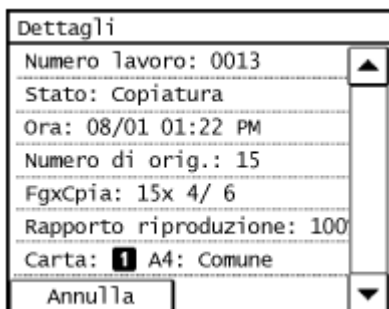 Dettagli
Numero lavoro: 0013
Stato: Copiatura
Ora: 08/01 01:22 PM
Numero di orig.: 15
FgxCpia: 15x 4/ 6
Rapporto riproduzione: 100
Carta: 1 A4: Comune
Annulla